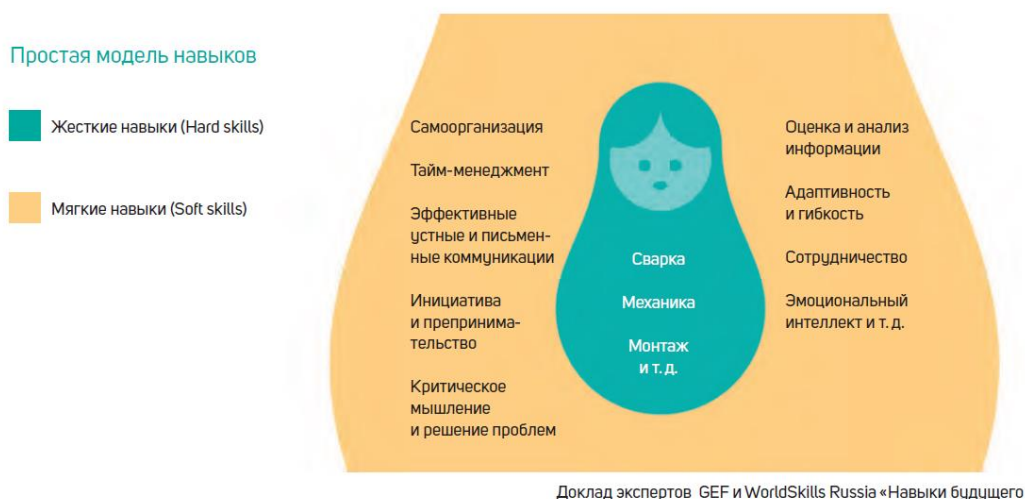 Простая модель навыков
Жесткие навыки (Hard skills)
Мягкие навыки (Soft skills)
Самоорганизация
Тайм-менеджмент
Эффективные
устные и письмен-
ные коммуникации
Инициатива
и препринима-
тельство
Критическое
мышление
и решение проблем
Сварка
Механика
Монтаж
и т. д.
Оценка и анализ
информации
Адаптивность
и гибкость
Сотрудничество
Эмоциональный
интеллект и т. д.
Доклад экспертов GEF и WorldSkills Russia «Навыки будущего